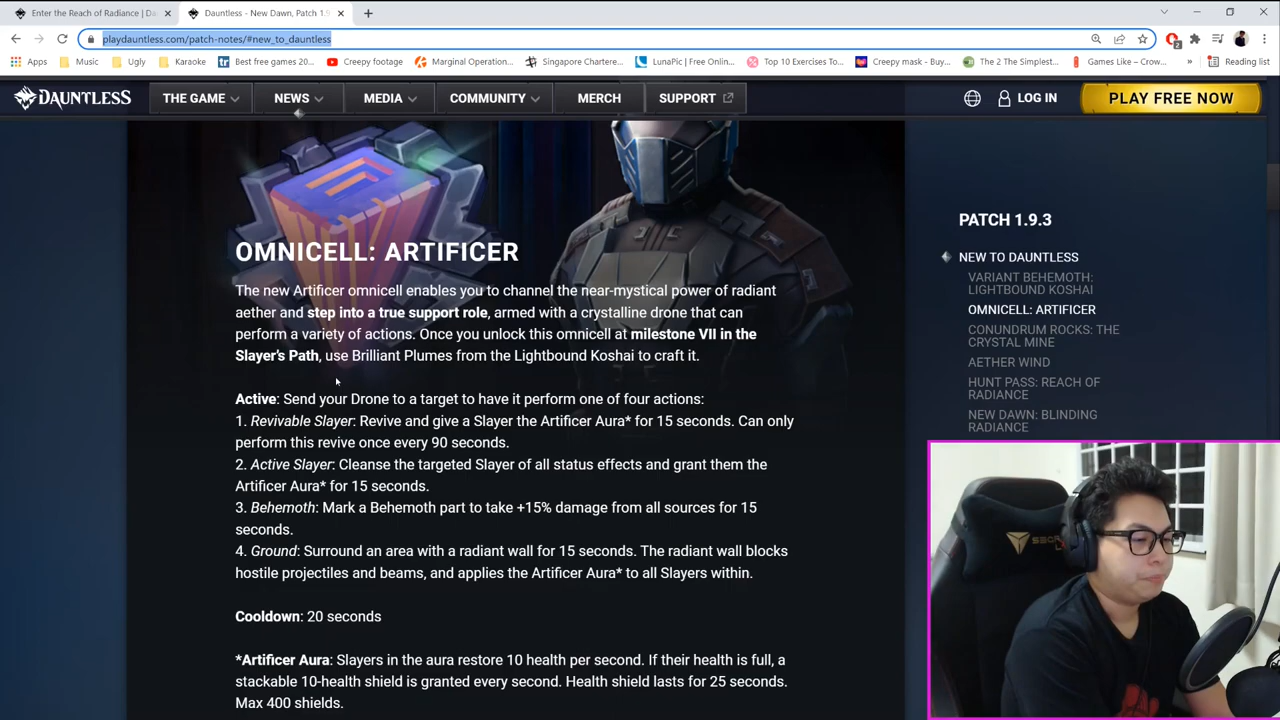 Enter the Reach of Radiance | Da
Dauntless - New Dawn, Patch 1.9.
playdauntless.com/patch-notes/#new_to_dauntless
2
Apps
Music
Ugly
Karaoke
Best free games 20...
Creepy footage
Marginal Operation...
Singapore Chartere...
LunaPic | Free Onlin...
Top 10 Exercises To...
Creepy mask - Buy...
The 2 The Simplest...
Games Like – Crow...
Reading list
DAUNTLESS
THE GAME
NEWS
MEDIA
COMMUNITY
MERCH
SUPPORT
LOG IN
PLAY FREE NOW
OMNICELL: ARTIFICER
The new Artificer omnicell enables you to channel the near-mystical power of radiant
aether and step into a true support role, armed with a crystalline drone that can
perform a variety of actions. Once you unlock this omnicell at milestone VII in the
Slayer's Path, use Brilliant Plumes from the Lightbound Koshai to craft it.
Active: Send your Drone to a target to have it perform one of four actions:
1. Revivable Slayer: Revive and give a Slayer the Artificer Aura* for 15 seconds. Can only
perform this revive once every 90 seconds.
2. Active Slayer: Cleanse the targeted Slayer of all status effects and grant them the
Artificer Aura* for 15 seconds.
3. Behemoth: Mark a Behemoth part to take +15% damage from all sources for 15
seconds.
4. Ground: Surround an area with a radiant wall for 15 seconds. The radiant wall blocks
hostile projectiles and beams, and applies the Artificer Aura* to all Slayers within.
Cooldown: 20 seconds
*Artificer Aura: Slayers in the aura restore 10 health per second. If their health is full, a
stackable 10-health shield is granted every second. Health shield lasts for 25 seconds.
Max 400 shields.
PATCH 1.9.3
NEW TO DAUNTLESS
VARIANT BEHEMOTH:
LIGHTBOUND KOSHAI
OMNICELL: ARTIFICER
CONUNDRUM ROCKS: THE
CRYSTAL MINE
AETHER WIND
HUNT PASS: REACH OF
RADIANCE
NEW DAWN: BLINDING
RADIANCE